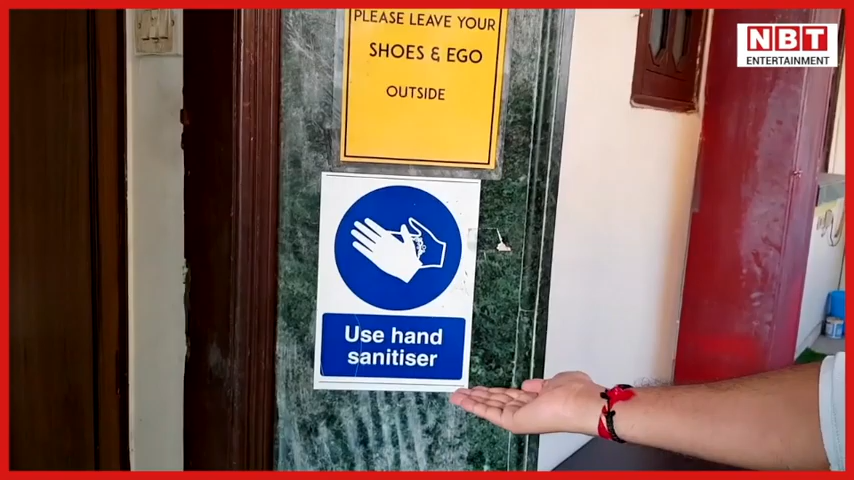 PLEASE LEAVE YOUR
SHOES & EGO
OUTSIDE
Use hand
sanitiser
NBT
ENTERTAINMENT